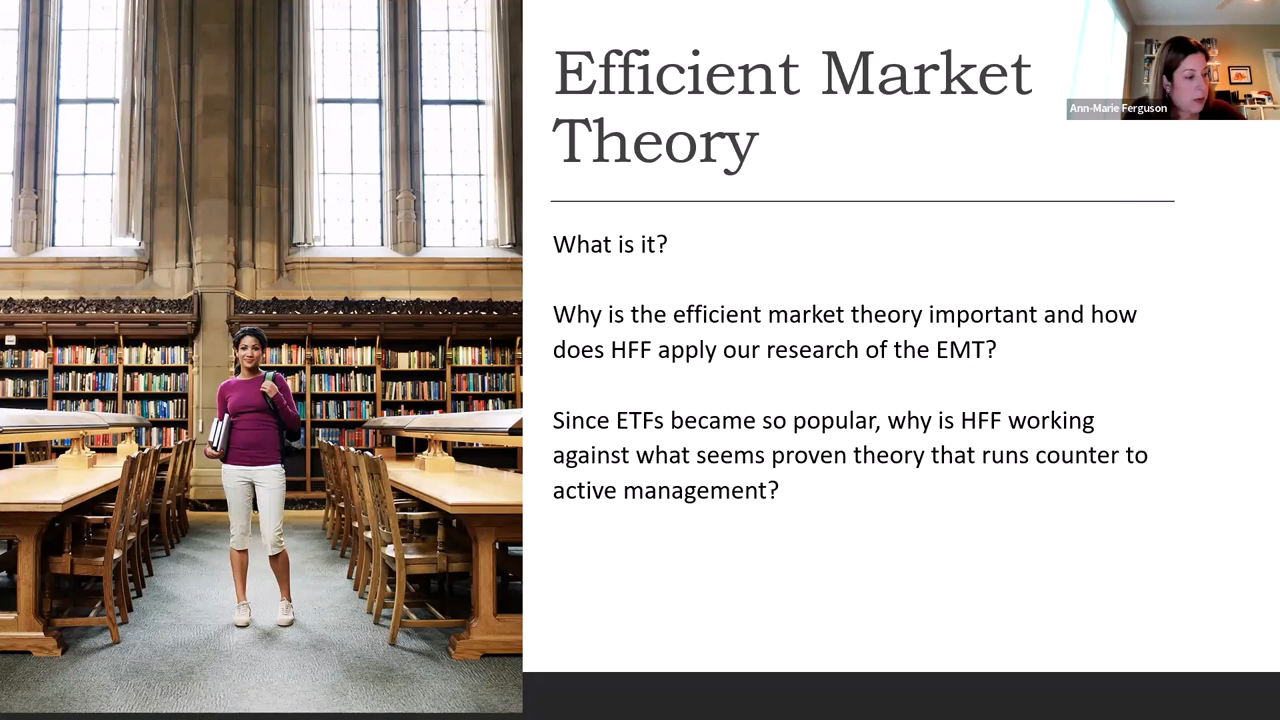 Efficient Market
Theory
Ann-Marie Ferguson
What is it?
Why is the efficient market theory important and how
does HFF apply our research of the EMT?
Since ETFs became so popular, why is HFF working
against what seems proven theory that runs counter to
active management?